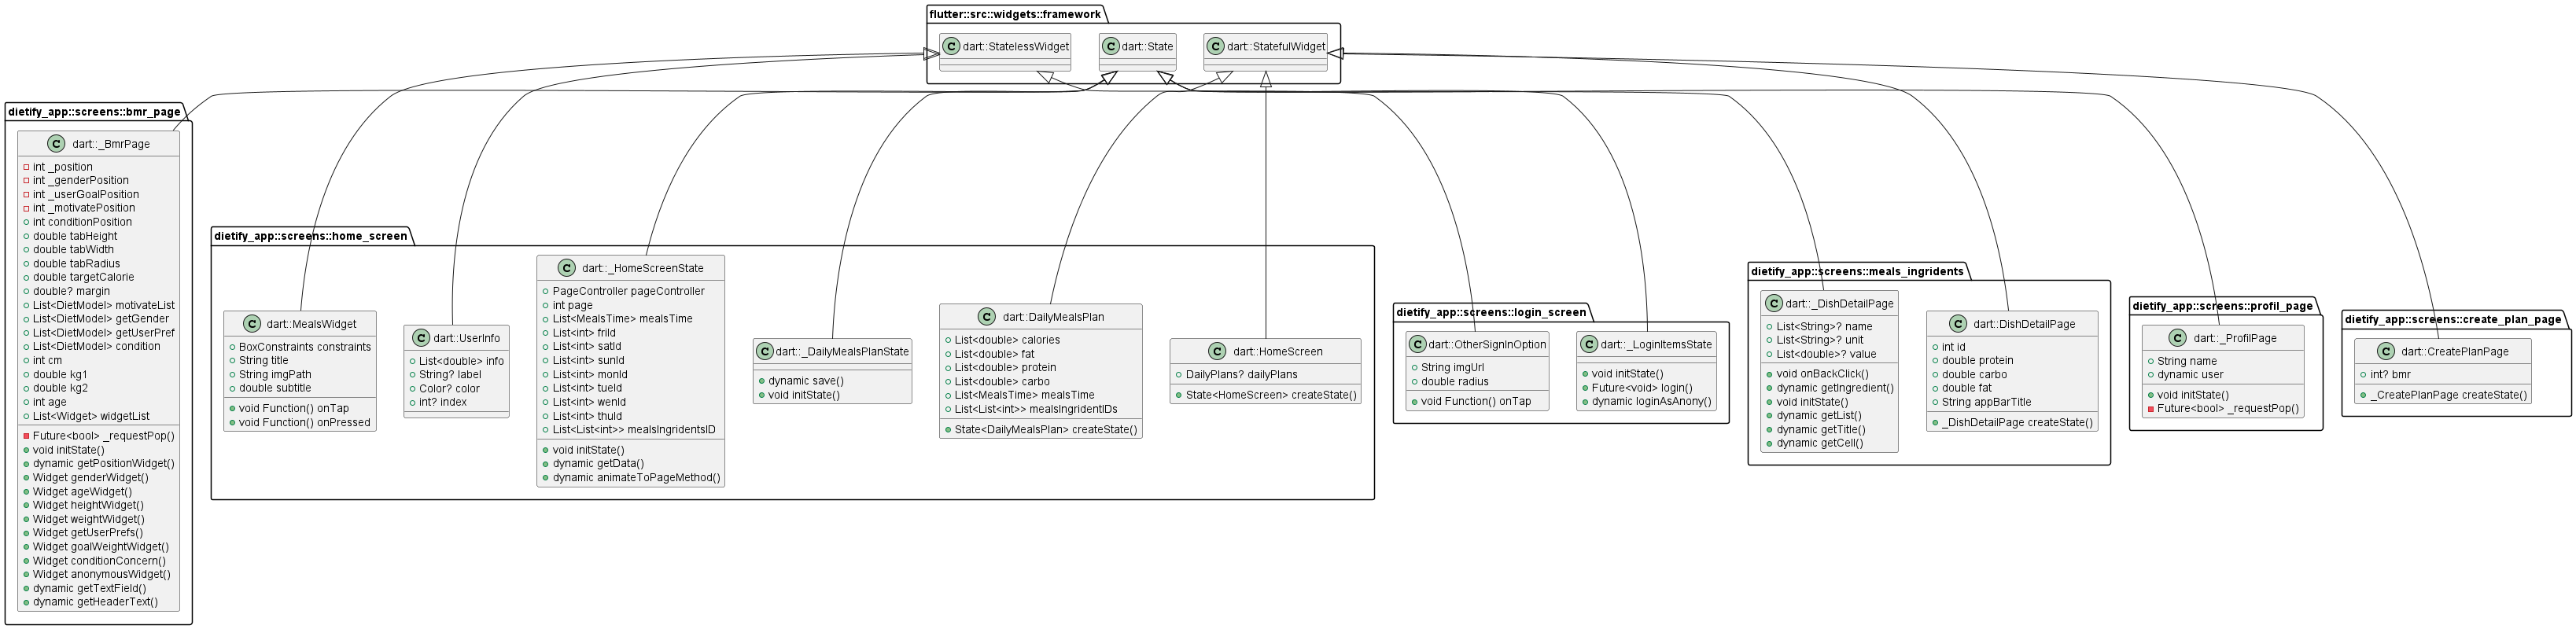 flutter::src::widgets::framework
C dart::StatelessWidget
C dart::State
C dart::StatefulWidget
dietify_app::screens::bmr_page
C dart::_BmrPage
int _position
int _genderPosition
int _userGoalPosition
int _motivatePosition
int conditionPosition
double tabHeight
double tabWidth
double tabRadius
double targetCalorie
double? margin
List<DietModel> motivateList
List<DietModel> getGender
List<DietModel> getUserPref
List<DietModel> condition
int cm
double kg1
double kg2
int age
List<Widget> widgetList
Future<bool> _requestPop()
void initState()
dynamic getPositionWidget()
Widget genderWidget()
Widget ageWidget()
Widget heightWidget()
Widget weightWidget()
Widget getUserPrefs()
Widget goalWeightWidget()
Widget conditionConcern()
Widget anonymousWidget()
dynamic getTextField()
dynamic getHeaderText()
dietify_app::screens::home_screen
C dart::MealsWidget
BoxConstraints constraints
String title
String imgPath
double subtitle
void Function() onTap
void Function() onPressed
C dart::UserInfo
List<double> info
String? label
Color? color
int? index
C dart::_HomeScreenState
PageController pageController
int page
List<MealsTime> mealsTime
List<int> friId
List<int> satId
List<int> sunId
List<int> monId
List<int> tueId
List<int> wenId
List<int> thuId
List<List<int>> mealsIngridentsID
void initState()
dynamic getData()
dynamic animateToPageMethod()
C dart::_DailyMealsPlanState
dynamic save()
void initState()
C dart::DailyMealsPlan
List<double> calories
List<double> fat
List<double> protein
List<double> carbo
List<MealsTime> mealsTime
List<List<int>> mealsIngridentIDs
State<DailyMealsPlan> createState()
C dart::HomeScreen
DailyPlans? dailyPlans
State<HomeScreen> createState()
dietify_app::screens::login_screen
C dart::OtherSignInOption
String imgUrl
double radius
void Function() onTap
C dart::_LoginItemsState
void initState()
Future<void> login()
dynamic loginAsAnony()
dietify_app::screens::meals_ingridents
C dart::_DishDetailPage
List<String>? name
List<String>? unit
List<double>? value
void onBackClick()
dynamic getIngredient()
void initState()
dynamic getList()
dynamic getTitle()
dynamic getCell()
C dart::DishDetailPage
int id
double protein
double carbo
double fat
String appBarTitle
_DishDetailPage createState()
dietify_app::screens::profil_page
C dart::_ProfilPage
String name
dynamic user
void initState()
Future<bool> _requestPop()
dietify_app::screens::create_plan_page
C dart::CreatePlanPage
int? bmr
_CreatePlanPage createState()